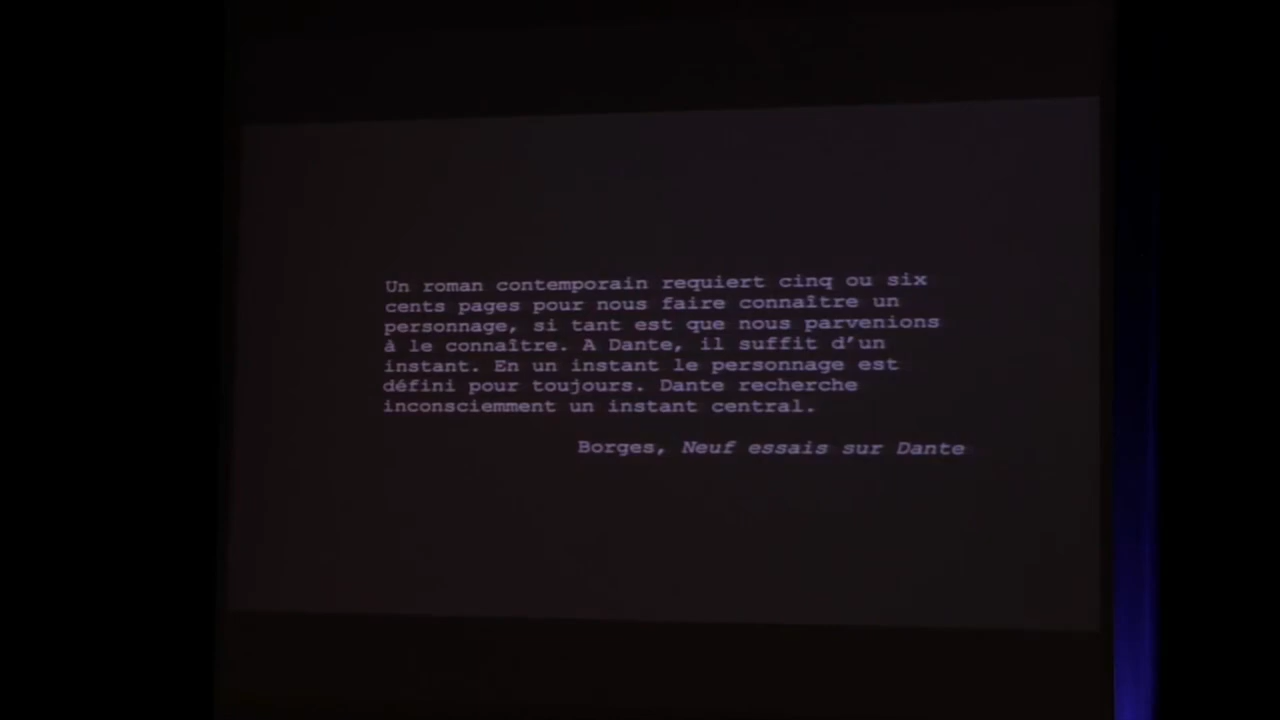 Un roman contemporain requiert cinq ou six
cents pages pour nous faire connaître un
personnage, si tant est que nous parvenions
à le connaître. A Dante, il suffit d'un
instant. En un instant le personnage est
défini pour toujours. Dante recherche
inconsciemment un instant central.
Borges, Neuf essais sur Dante